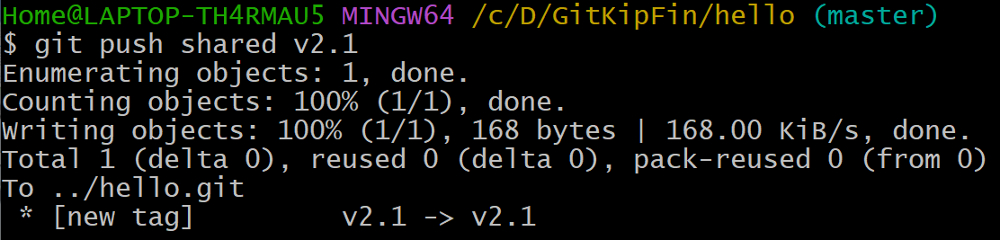 Home@LAPTOP-TH4RMAU5 MINGW64 /c/D/GitKipFin/hello (master)
$ git push shared v2.1
Enumerating objects: 1, done.
Counting objects: 100% (1/1), done.
Writing objects: 100% (1/1), 168 bytes | 168.00 KiB/s, done.
Total 1 (delta 0), reused 0 (delta 0), pack-reused 0 (from 0)
To ../hello.git
 * [new tag]         v2.1 -> v2.1